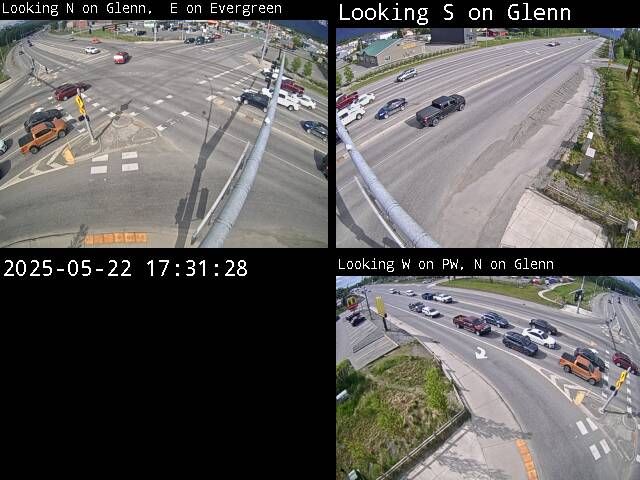 Looking N on Glenn,  E on Evergreen
Looking S on Glenn
2025-05-22 17:31:28
Looking W on PW, N on Glenn